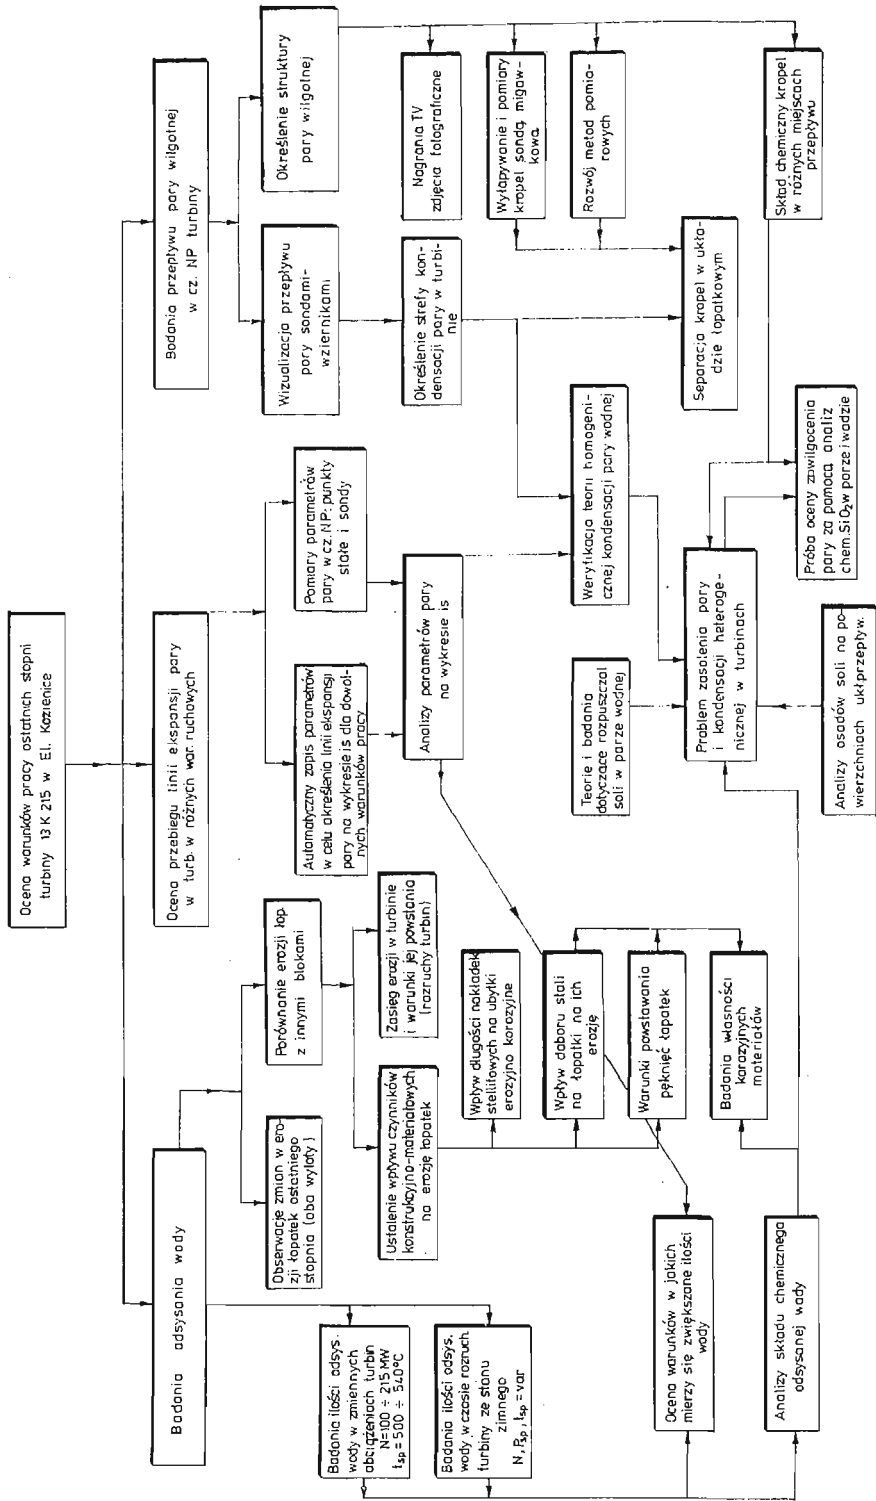 Ocena warunków pracy ostatnich stopni
turbiny 13 K 215 w El. Kozienice
Badania odsysania wody
Ocena przebiegu linii ekspansji pary
w turb. w różnych war. ruchowych
Badania przepływu pary wilgotnej
w cz. NP turbiny
Obserwacje zmian w ero-
zji łopatek ostatniego
stopnia (oba wyloty)
Porównanie erozji łop.
z innymi blokami
Automatyczny zapis parametrów
w celu określenia linii ekspansji
pary na wykresie is dla dowol-
nych warunków pracy
Pomiary parametrów
pary w cz. NP: punkty
stałe i sondy
Wizualizacja przepływu
pary sondami-
wziernikami
Określenie struktury
pary wilgotnej
Badania ilości odsys.
wody w zmiennych
obciążeniach turbin
N=100 ÷ 215 MW
tsp = 500 ÷ 540°C
Ustalenie wpływu czynników
konstrukcyjno-materiałowych
na erozję łopatek
Zasięg erozji w turbinie
i warunki jej powstania
(rozruchy turbin)
Analizy parametrów pary
na wykresie is
Określenie strefy kon-
densacji pary w turbi-
nie
Nagrania TV
zdjęcia fotograficzne
Badania ilości odsys.
wody w czasie rozruch.
turbiny ze stanu
zimnego
N, Psp, tsp = var
Wpływ długości nakładek
stellitowych na ubytki
erozyjno korozyjne
Wyłapywanie i pomiary
kropel sondą migaw-
kową
Wpływ doboru stali
na łopatki na ich
erozję
Teorie i badania
dotyczące rozpuszczal.
soli w parze wodnej
Weryfikacja teorii homogeni-
cznej kondensacji pary wodnej
Rozwój metod pomia-
rowych
Warunki powstawania
pęknięć łopatek
Ocena warunków w jakich
mierzy się zwiększane ilości
wody
Badania własności
korozyjnych
materiałów
Problem zasolenia pary
i kondensacji heteroge-
nicznej w turbinach
Separacja kropel w ukła-
dzie łopatkowym
Analizy składu chemicznego
odsysanej wody
Analizy osadów soli na po-
wierzchniach ukł.przepływ.
Próba oceny zawilgocenia
pary za pomocą analiz
chem. SiO2 w parze i wodzie
Skład chemiczny kropel
w różnych miejscach
przepływu